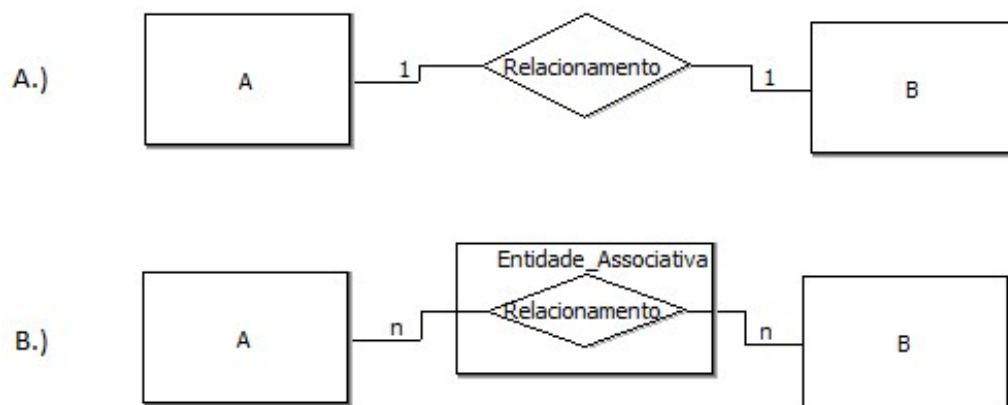 A.)
A
1
Relacionamento
1
B
B.)
A
n
Entidade_Associativa
Relacionamento
n
B